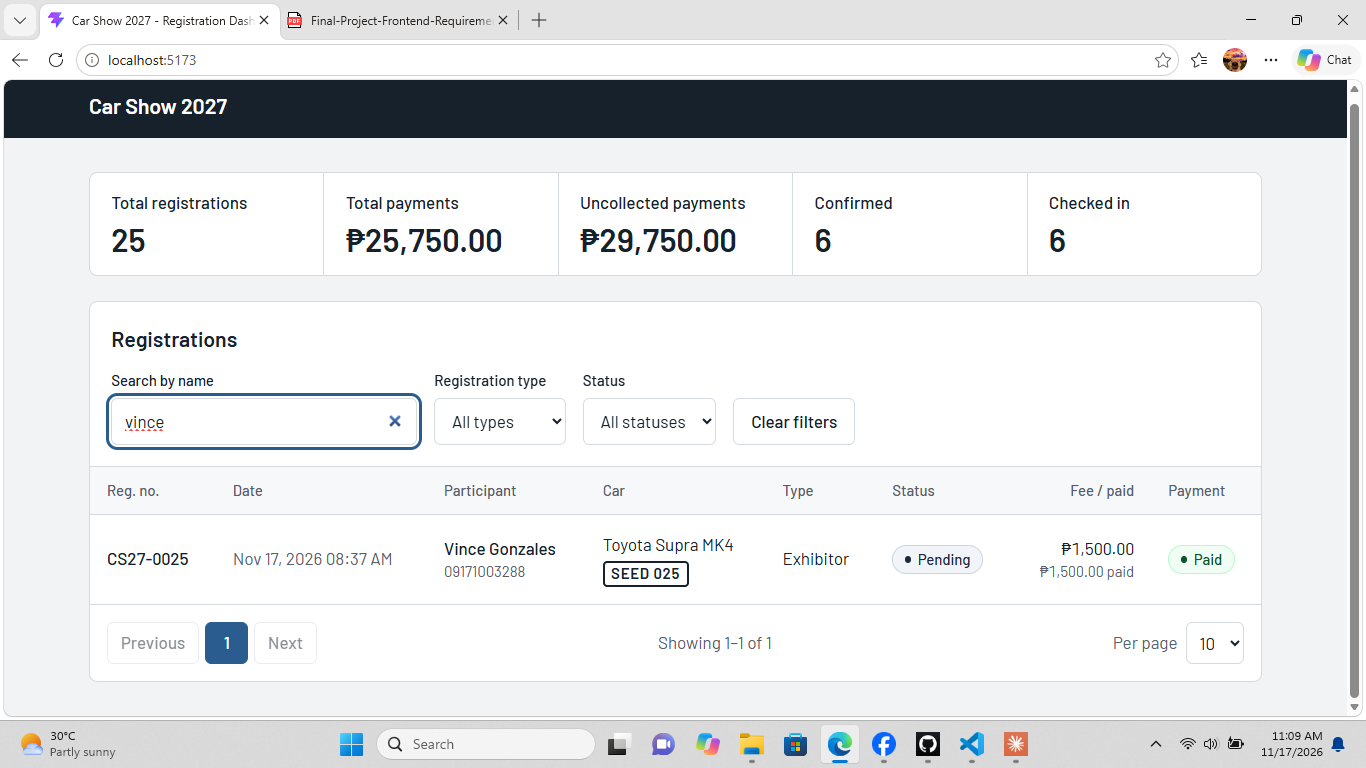 Car Show 2027 - Registration Dash
Final-Project-Frontend-Requireme
localhost:5173
Chat
Car Show 2027
Total registrations
25
Total payments
₱25,750.00
Uncollected payments
₱29,750.00
Confirmed
6
Checked in
6
Registrations
Search by name
vince
Registration type
All types
Status
All statuses
Clear filters
Reg. no. Date Participant Car Type Status Fee / paid Payment
CS27-0025 Nov 17, 2026 08:37 AM Vince Gonzales Toyota Supra MK4 Exhibitor Pending ₱1,500.00 Paid
09171003288 SEED 025 ₱1,500.00 paid
Previous 1 Next Showing 1–1 of 1 Per page 10
30°C
Partly sunny
Search
11:09 AM
11/17/2026